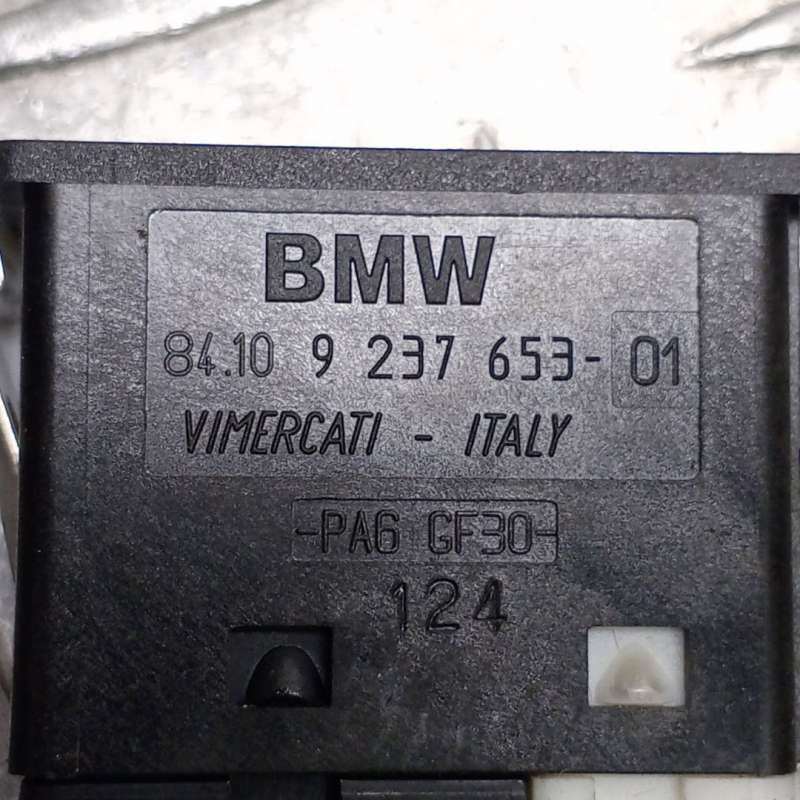 BMW
84.10 9 237 653-01
VIMERCATI - ITALY
-PA6 GF30-
124